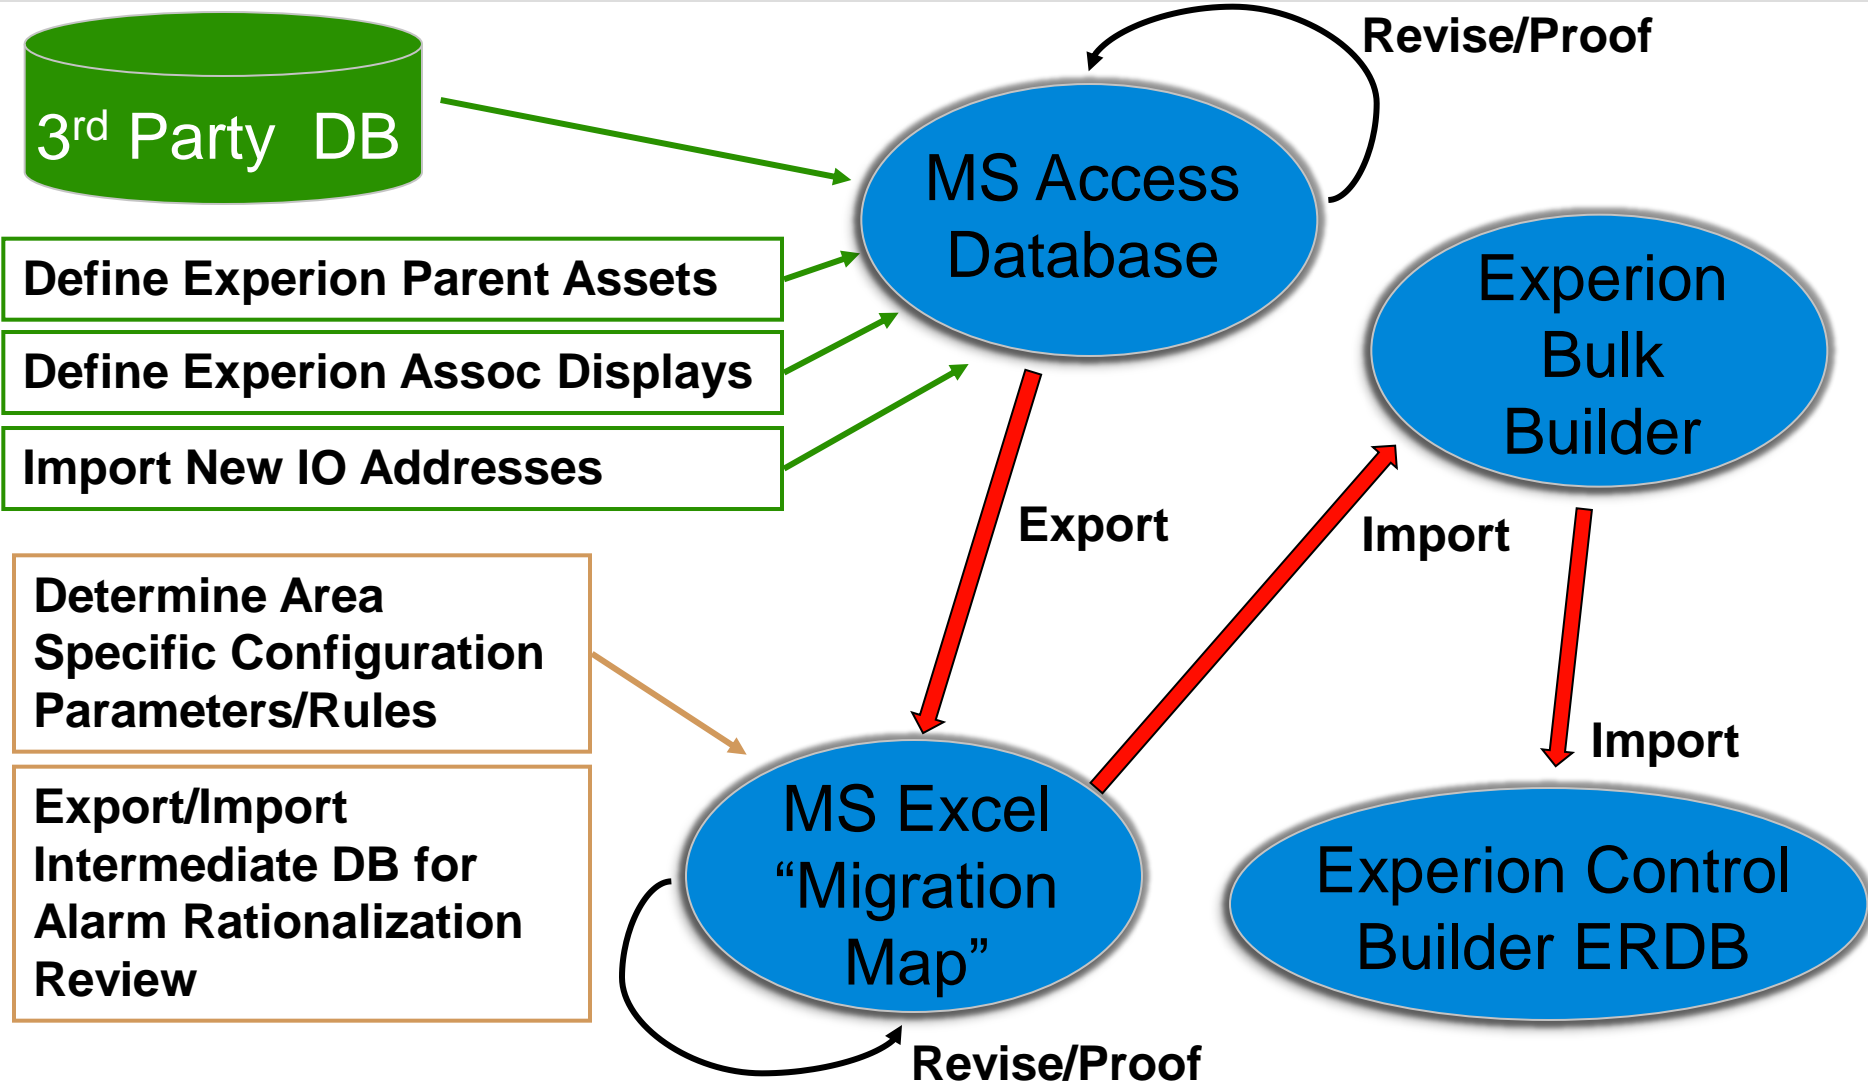 Revise/Proof
3rd Party DB
MS Access
Database
Define Experion Parent Assets
Define Experion Assoc Displays
Import New IO Addresses
Experion
Bulk
Builder
Export
Import
Determine Area
Specific Configuration
Parameters/Rules
Import
Export/Import
Intermediate DB for
Alarm Rationalization
Review
MS Excel
“Migration
Map”
Experion Control
Builder ERDB
Revise/Proof